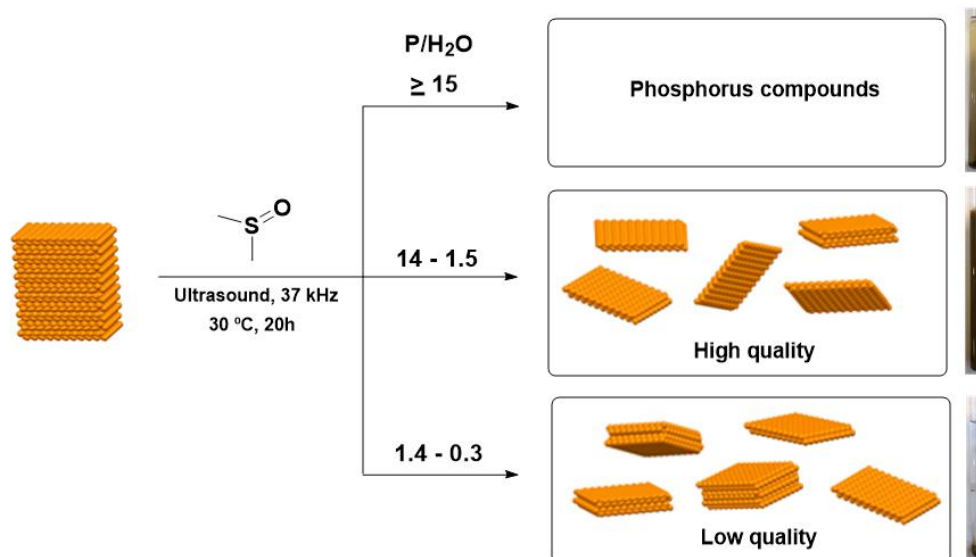 P/H₂O
≥ 15
Phosphorus compounds
S
O
Ultrasound, 37 kHz
30 ºC, 20h
14 - 1.5
High quality
1.4 - 0.3
Low quality